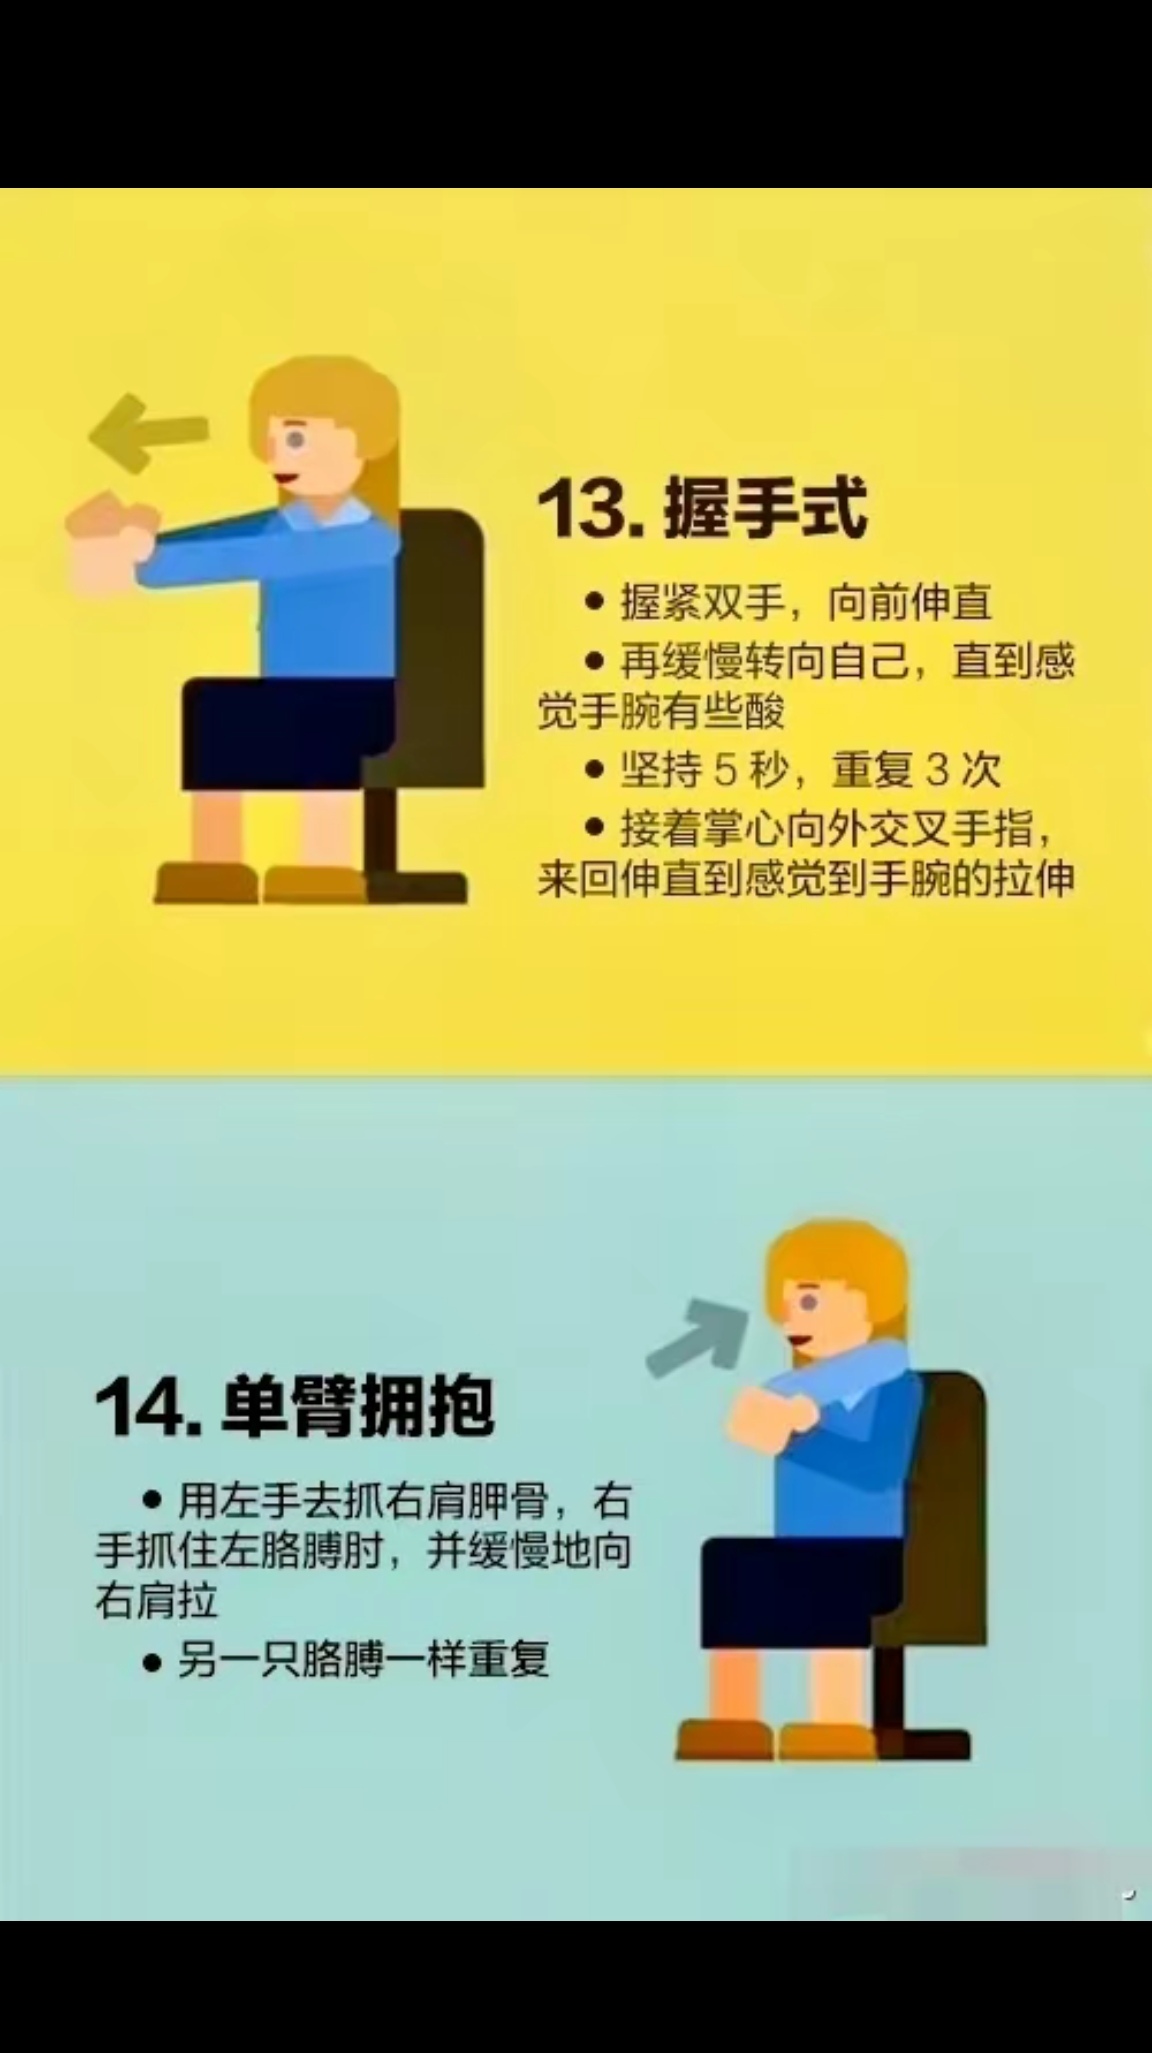 13. 握手式
● 握紧双手，向前伸直
● 再缓慢转向自己，直到感
觉手腕有些酸
● 坚持 5 秒，重复 3 次
● 接着掌心向外交叉手指，
来回伸直到感觉到手腕的拉伸
14. 单臂拥抱
● 用左手去抓右肩胛骨，右
手抓住左胳膊肘，并缓慢地向
右肩拉
● 另一只胳膊一样重复